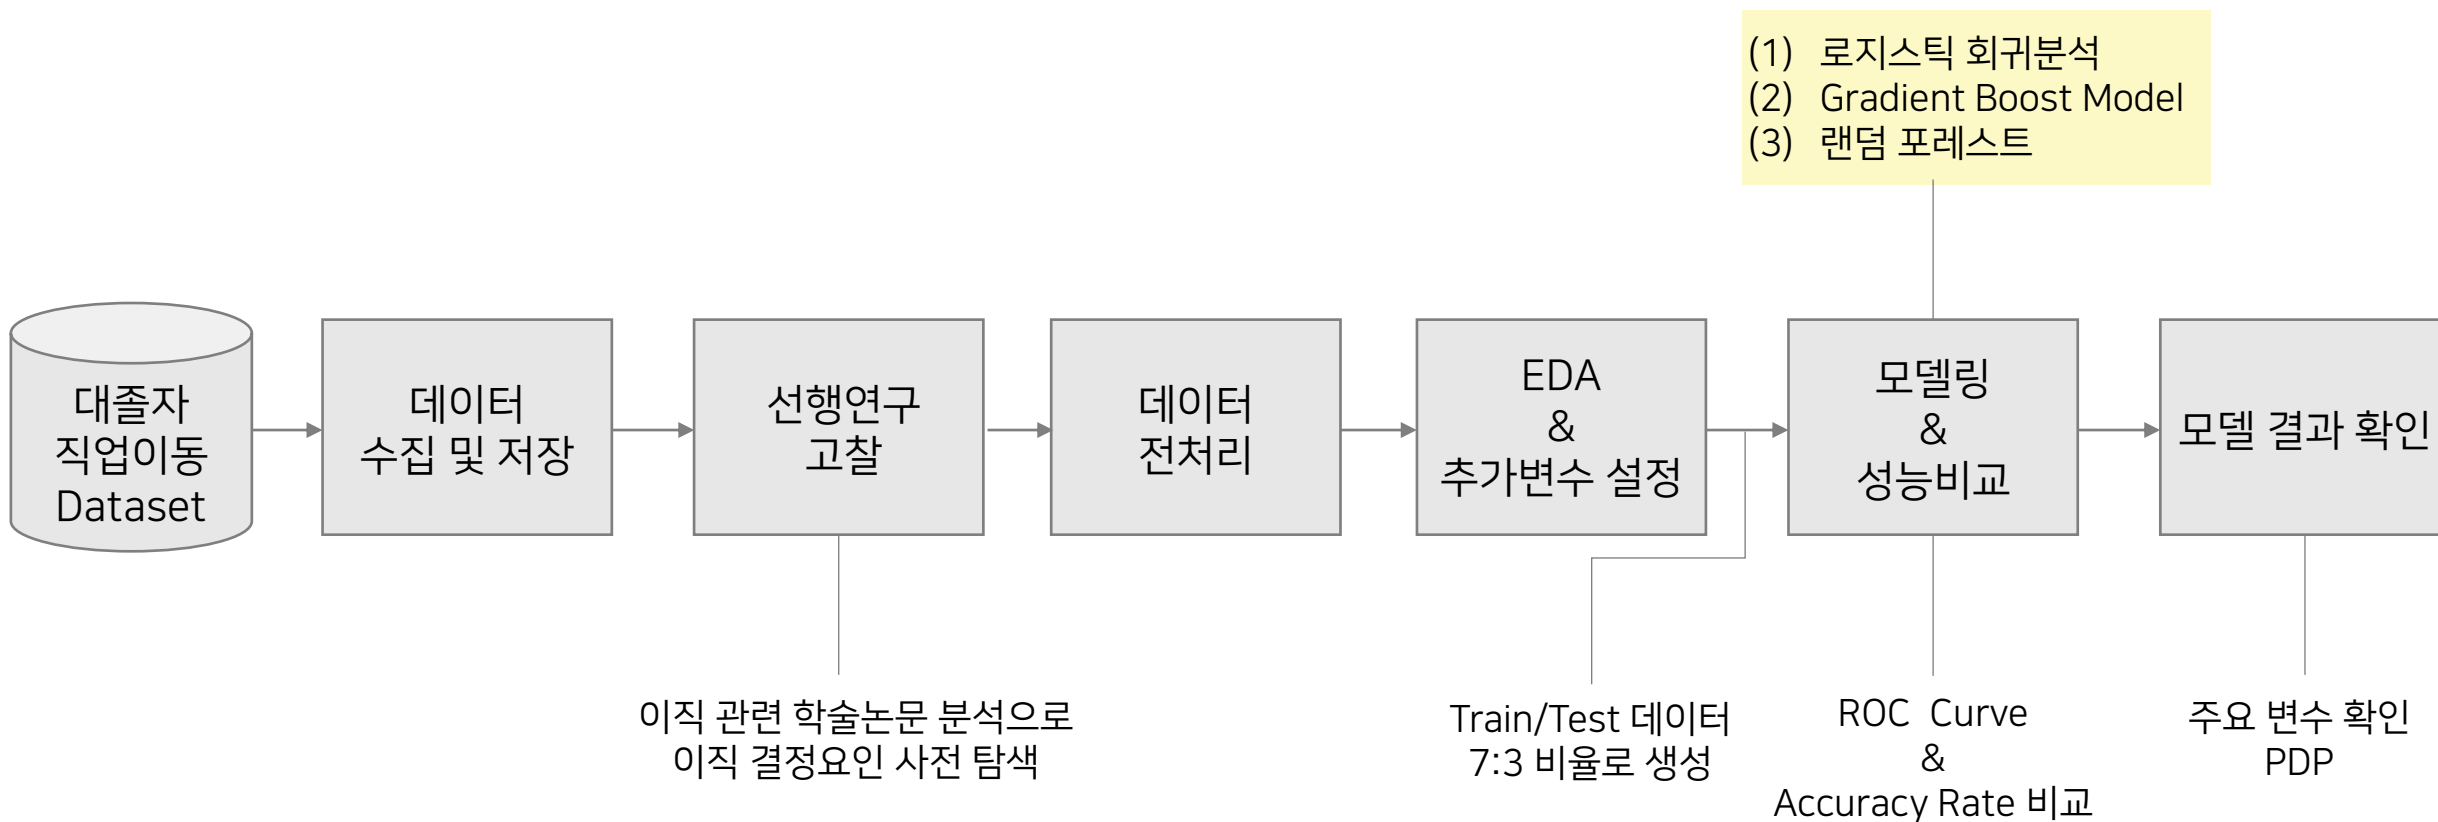 (1) 로지스틱 회귀분석
(2) Gradient Boost Model
(3) 랜덤 포레스트
대졸자
직업이동
Dataset
데이터
수집 및 저장
선행연구
고찰
데이터
전처리
EDA
&
추가변수 설정
모델링
&
성능비교
모델 결과 확인
이직 관련 학술논문 분석으로
이직 결정요인 사전 탐색
Train/Test 데이터
7:3 비율로 생성
ROC Curve
&
Accuracy Rate 비교
주요 변수 확인
PDP